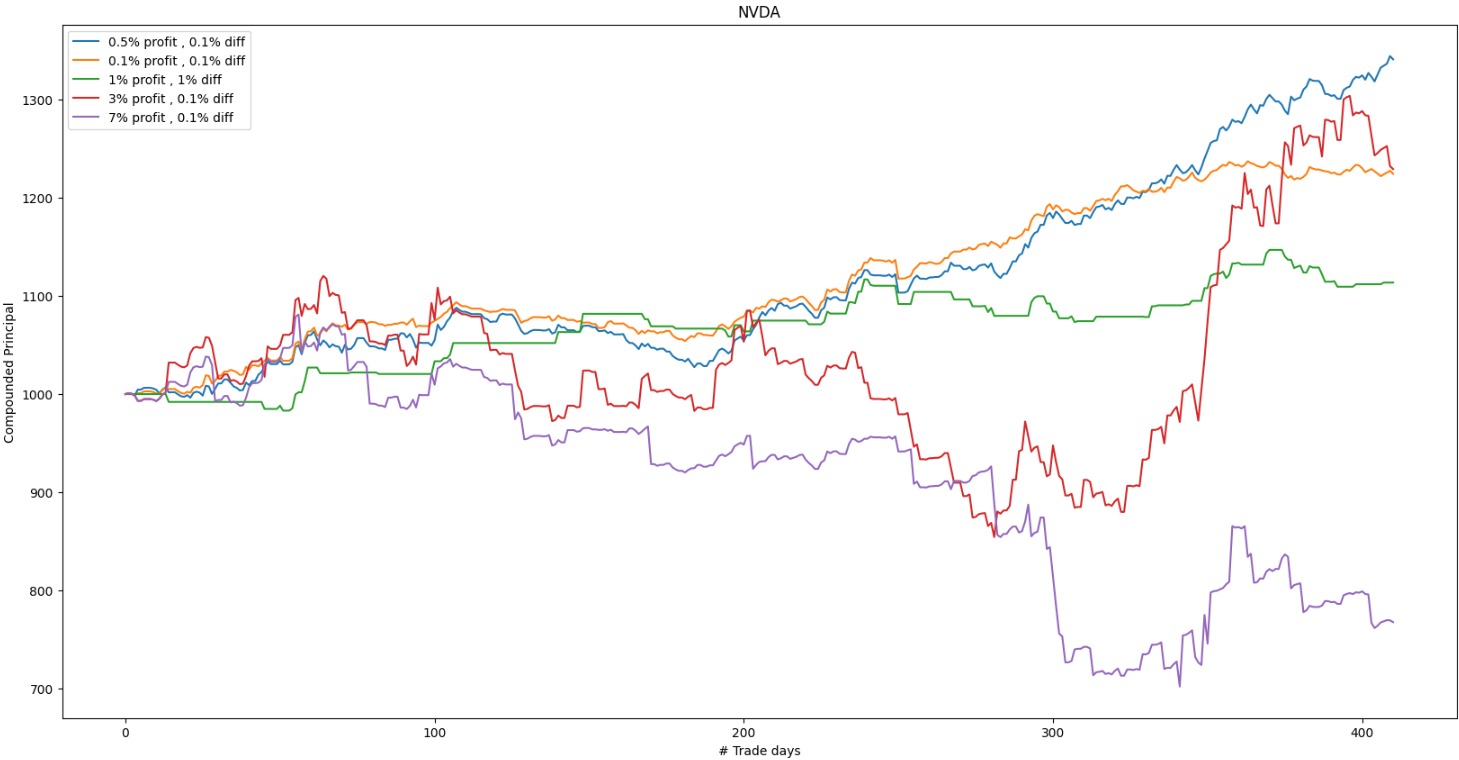 NVDA
0.5% profit , 0.1% diff
0.1% profit , 0.1% diff
1% profit , 1% diff
3% profit , 0.1% diff
7% profit , 0.1% diff
Compounded Principal
1300
1200
1100
1000
900
800
700
0 100 200 300 400
# Trade days